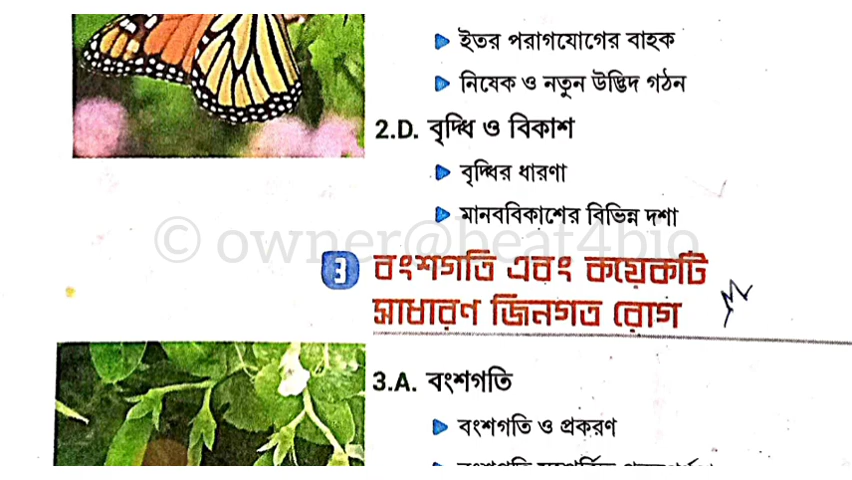 ইতর পরাগযোগের বাহক
নিষেক ও নতুন উদ্ভিদ গঠন
2.D. বৃদ্ধি ও বিকাশ
বৃদ্ধির ধারণা
মানববিকাশের বিভিন্ন দশা
© owner@beat4bio
3 বংশগতি এবং কয়েকটি
সাধারণ জিনগত রোগ
3.A. বংশগতি
বংশগতি ও প্রকরণ